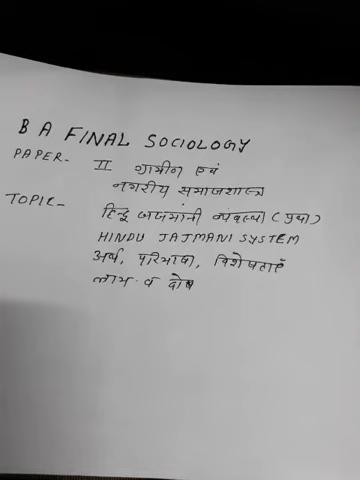 B A FINAL SOCIOLOGY
PAPER- II ग्रामीण एवं
नगरीय समाजशास्त्र
TOPIC- हिन्दू जजमानी व्यवस्था (प्रथा)
HINDU JAJMANI SYSTEM
अर्थ, परिभाषा, विशेषताएँ
लाभ व दोष